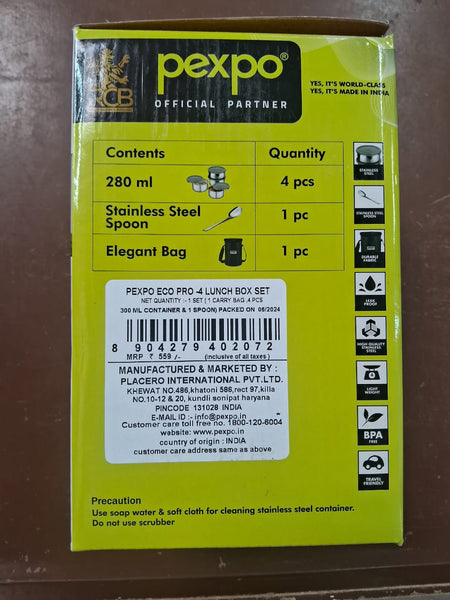 RCB
pexpo®
OFFICIAL PARTNER
YES, IT'S WORLD-CLASS
YES, IT'S MADE IN INDIA
Contents Quantity
280 ml 4 pcs
Stainless Steel
Spoon 1 pc
Elegant Bag 1 pc
STAINLESS
STEEL
STAINLESS STEEL
SPOON
DURABLE
FABRIC
LEAK
PROOF
HIGH-QUALITY
STAINLESS
STEEL
LIGHT
WEIGHT
BPA
FREE
TRAVEL
FRIENDLY
PEXPO ECO PRO -4 LUNCH BOX SET
NET QUANTITY :- 1 SET ( 1 CARRY BAG ,4 PCS
300 ML CONTAINER & 1 SPOON) PACKED ON 06/2024
8 904279 402072
MRP ₹ 559 /- (inclusive of all taxes )
MANUFACTURED & MARKETED BY :
PLACERO INTERNATIONAL PVT.LTD.
KHEWAT NO.486,khatoni 586,rect 97,killa
NO.10-12 & 20, kundli sonipat haryana
PINCODE 131028 INDIA
E-MAIL ID :- info@pexpo.in
Customer care toll free no. 1800-120-6004
website: www.pexpo.in
country of origin : INDIA
customer care address same as above
Precaution
Use soap water & soft cloth for cleaning stainless steel container.
Do not use scrubber